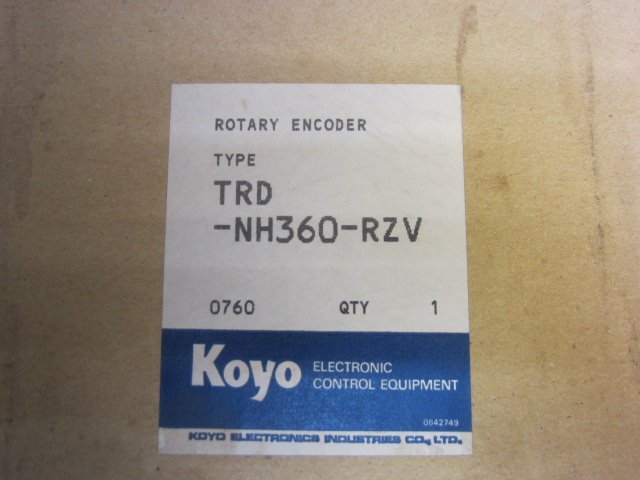 ROTARY ENCODER
TYPE
TRD
-NH360-RZV
0760 QTY 1
Koyo ELECTRONIC
CONTROL EQUIPMENT
0642749
KOYO ELECTRONICS INDUSTRIES CO., LTD.